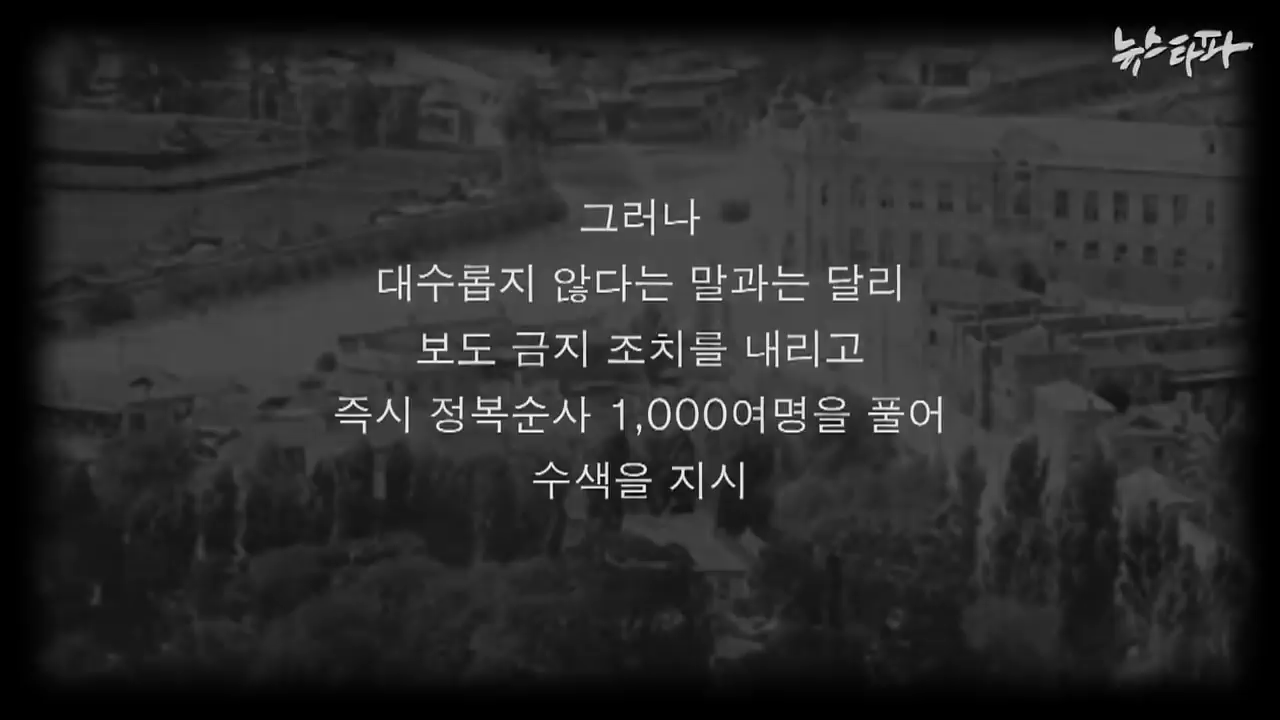 뉴스타파
그러나
대수롭지 않다는 말과는 달리
보도 금지 조치를 내리고
즉시 정복순사 1,000여명을 풀어
수색을 지시